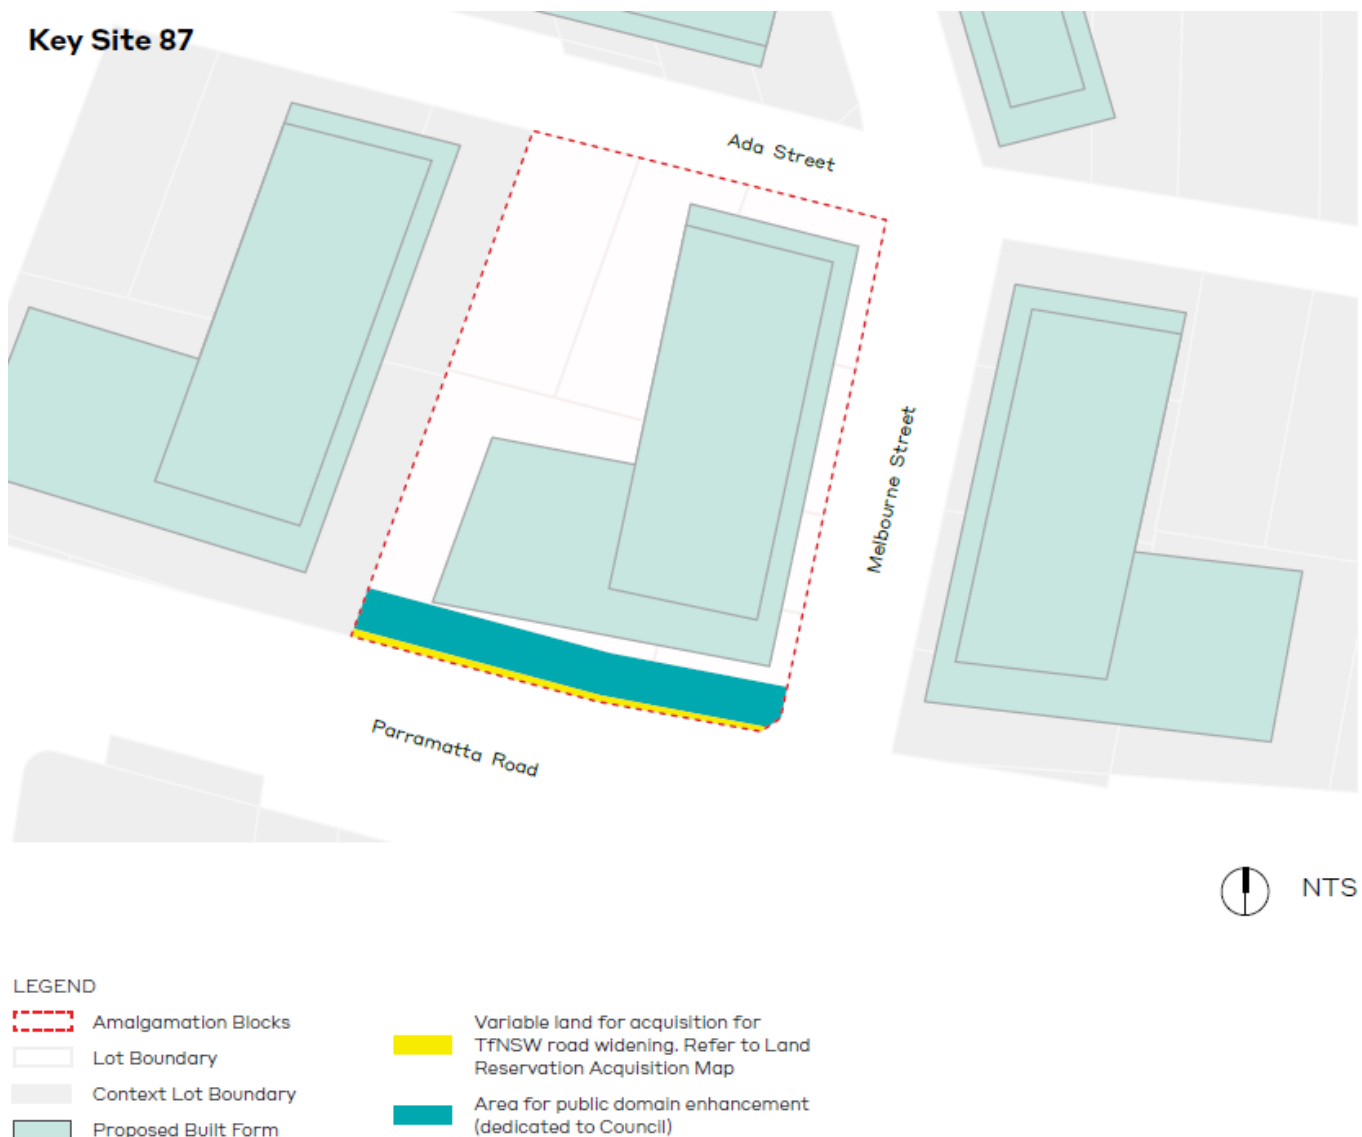 Key Site 87
Ada Street
Melbourne Street
Parramatta Road
NTS
LEGEND
Amalgamation Blocks
Lot Boundary
Context Lot Boundary
Proposed Built Form
Variable land for acquisition for
TfNSW road widening. Refer to Land
Reservation Acquisition Map
Area for public domain enhancement
(dedicated to Council)